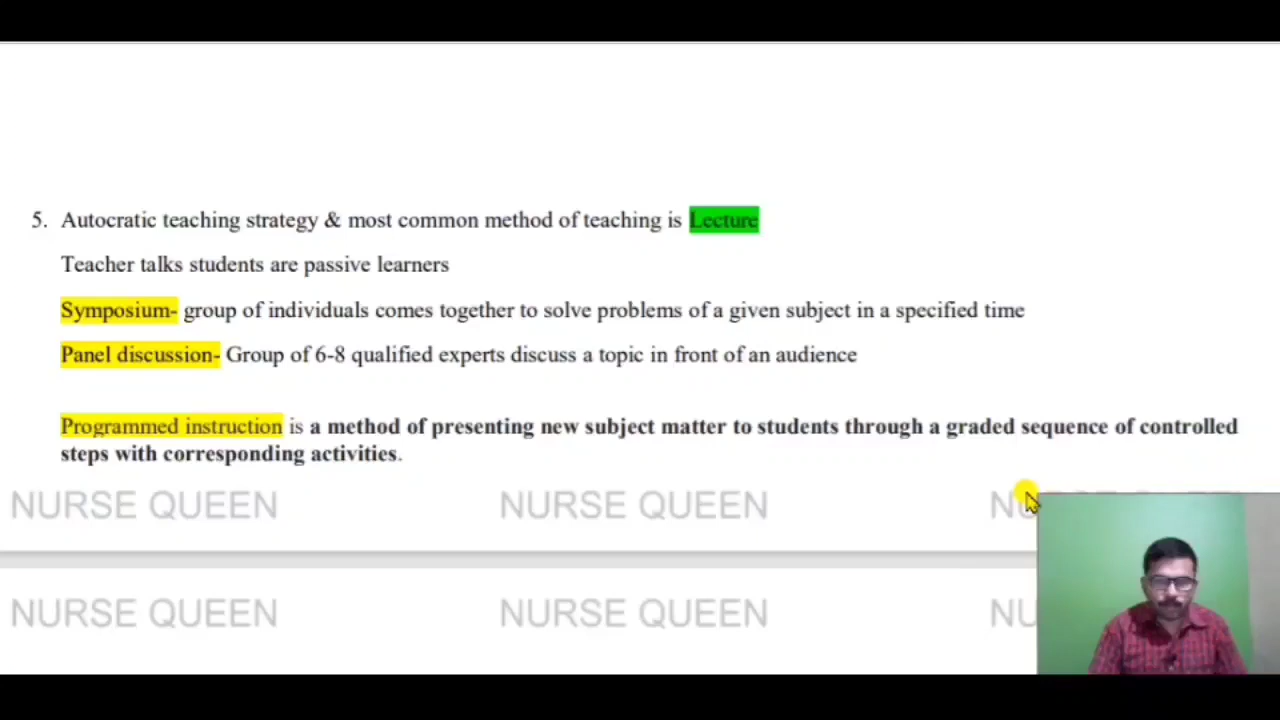 5. Autocratic teaching strategy & most common method of teaching is Lecture
Teacher talks students are passive learners
Symposium- group of individuals comes together to solve problems of a given subject in a specified time
Panel discussion- Group of 6-8 qualified experts discuss a topic in front of an audience
Programmed instruction is a method of presenting new subject matter to students through a graded sequence of controlled
steps with corresponding activities.
NURSE QUEEN NURSE QUEEN
NURSE QUEEN NURSE QUEEN NU